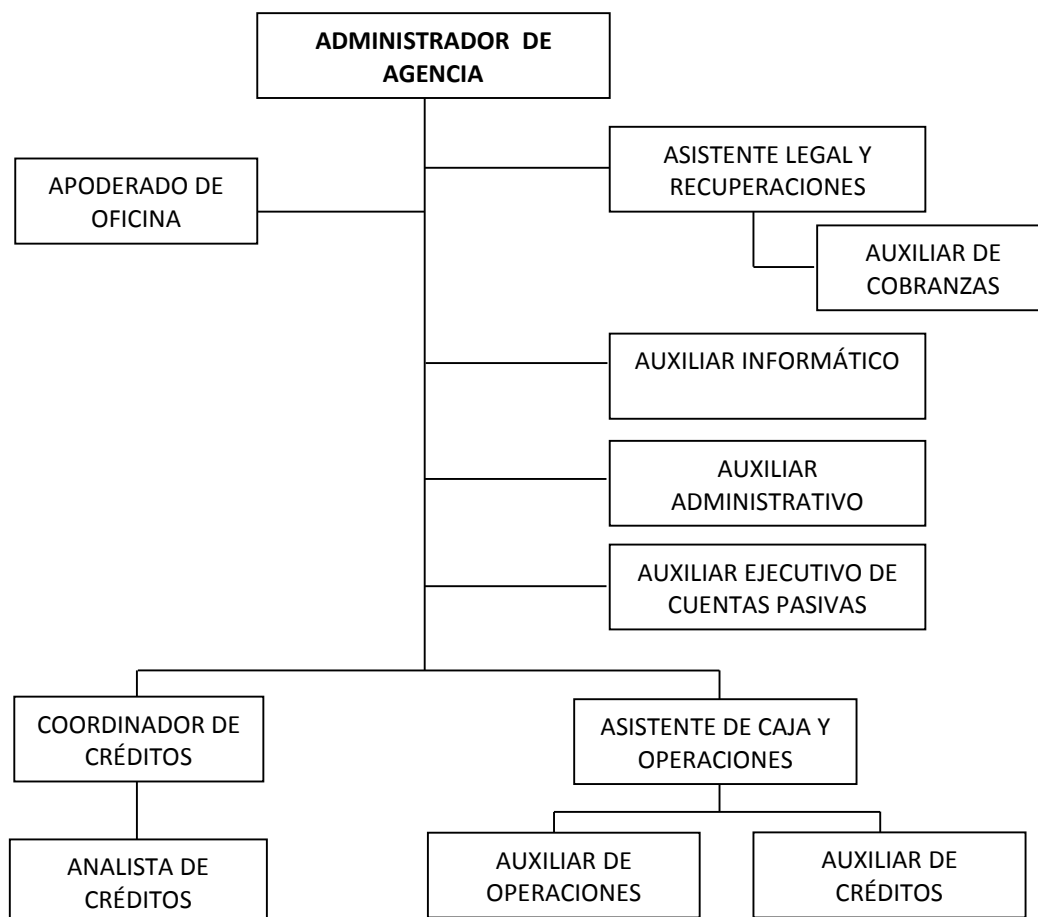 ADMINISTRADOR  DE
AGENCIA
ASISTENTE LEGAL Y
RECUPERACIONES
APODERADO DE
OFICINA
AUXILIAR DE
COBRANZAS
AUXILIAR INFORMÁTICO
AUXILIAR
ADMINISTRATIVO
AUXILIAR EJECUTIVO DE
CUENTAS PASIVAS
COORDINADOR DE
CRÉDITOS
ASISTENTE DE CAJA Y
OPERACIONES
ANALISTA DE
CRÉDITOS
AUXILIAR DE
OPERACIONES
AUXILIAR DE
CRÉDITOS